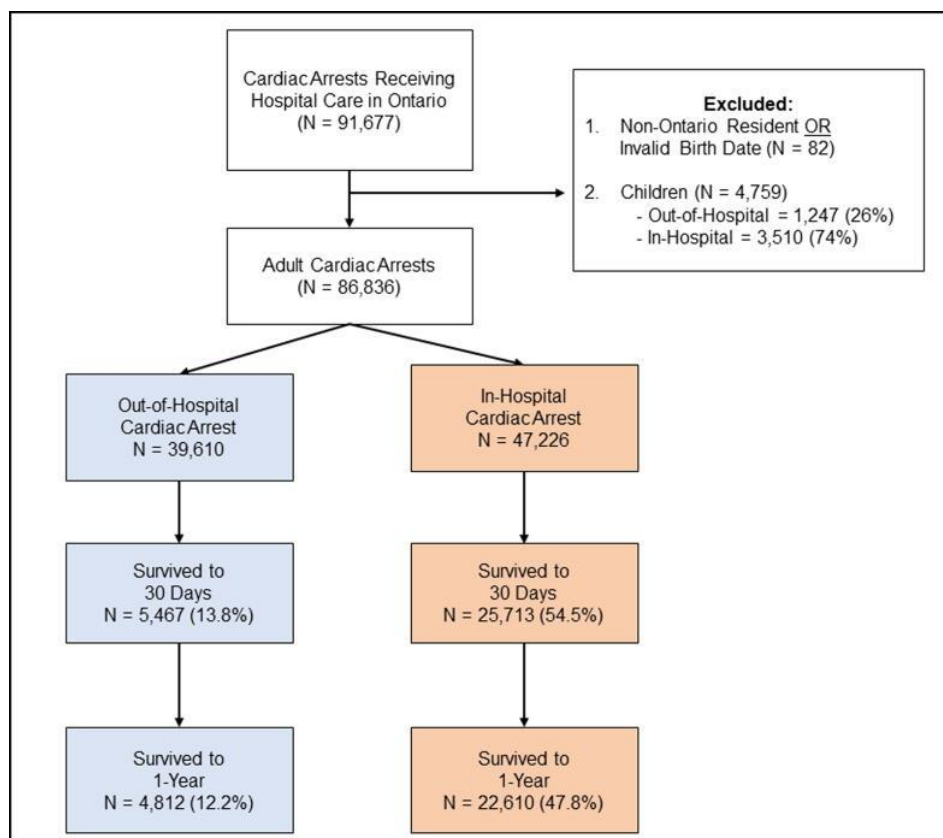 Cardiac Arrests Receiving
Hospital Care in Ontario
(N = 91,677)
Excluded:
1. Non-Ontario Resident OR
Invalid Birth Date (N = 82)
2. Children (N = 4,759)
- Out-of-Hospital = 1,247 (26%)
- In-Hospital = 3,510 (74%)
Adult Cardiac Arrests
(N = 86,836)
Out-of-Hospital
Cardiac Arrest
N = 39,610
In-Hospital
Cardiac Arrest
N = 47,226
Survived to
30 Days
N = 5,467 (13.8%)
Survived to
30 Days
N = 25,713 (54.5%)
Survived to
1-Year
N = 4,812 (12.2%)
Survived to
1-Year
N = 22,610 (47.8%)